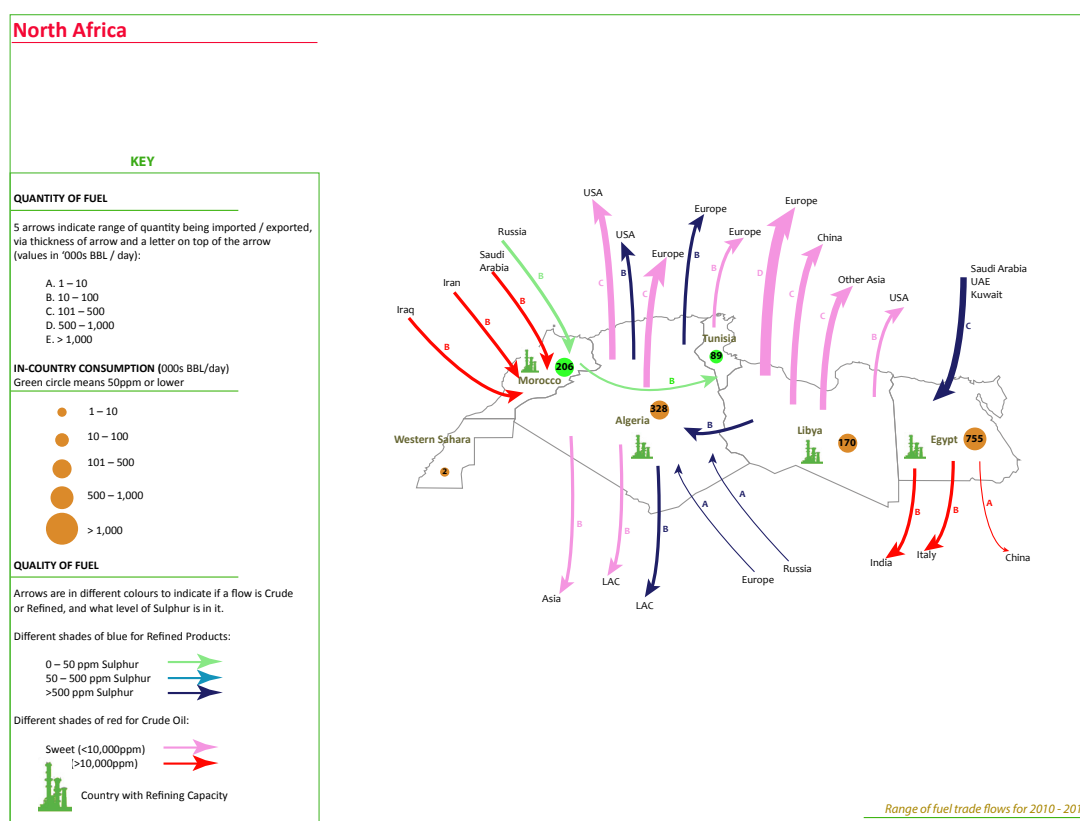 North Africa
KEY
QUANTITY OF FUEL
5 arrows indicate range of quantity being imported / exported,
via thickness of arrow and a letter on top of the arrow
(values in ‘000s BBL / day):
A. 1 – 10
B. 10 – 100
C. 101 – 500
D. 500 – 1,000
E. > 1,000
IN-COUNTRY CONSUMPTION (000s BBL/day)
Green circle means 50ppm or lower
1 – 10
10 – 100
101 – 500
500 – 1,000
> 1,000
QUALITY OF FUEL
Arrows are in different colours to indicate if a flow is Crude
or Refined, and what level of Sulphur is in it.
Different shades of blue for Refined Products:
0 – 50 ppm Sulphur
50 – 500 ppm Sulphur
>500 ppm Sulphur
Different shades of red for Crude Oil:
Sweet (<10,000ppm)
(>10,000ppm)
Country with Refining Capacity
USA
Russia
Saudi
Arabia
Iran
Iraq
USA
Europe
Europe
Europe
Europe
China
Other Asia
USA
Saudi Arabia
UAE
Kuwait
B
B
B
B
C
B
C
B
B
D
C
C
B
C
Tunisia
89
Morocco
206
B
Algeria
328
B
Western Sahara
2
Libya
170
Egypt
755
B
B
B
A
A
B
B
A
Asia
LAC
LAC
Europe
Russia
India
Italy
China
Range of fuel trade flows for 2010 - 201